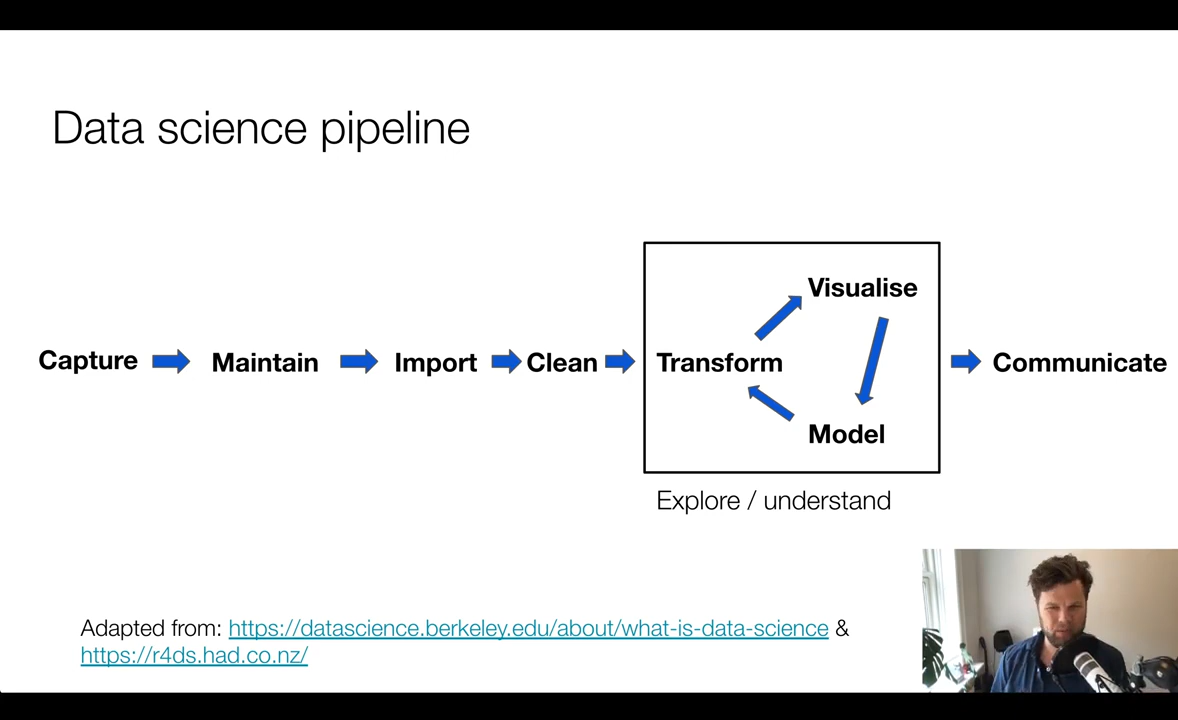 Data science pipeline
Visualise
Capture Maintain Import Clean Transform Communicate
Model
Explore / understand
Adapted from: https://datascience.berkeley.edu/about/what-is-data-science &
https://r4ds.had.co.nz/